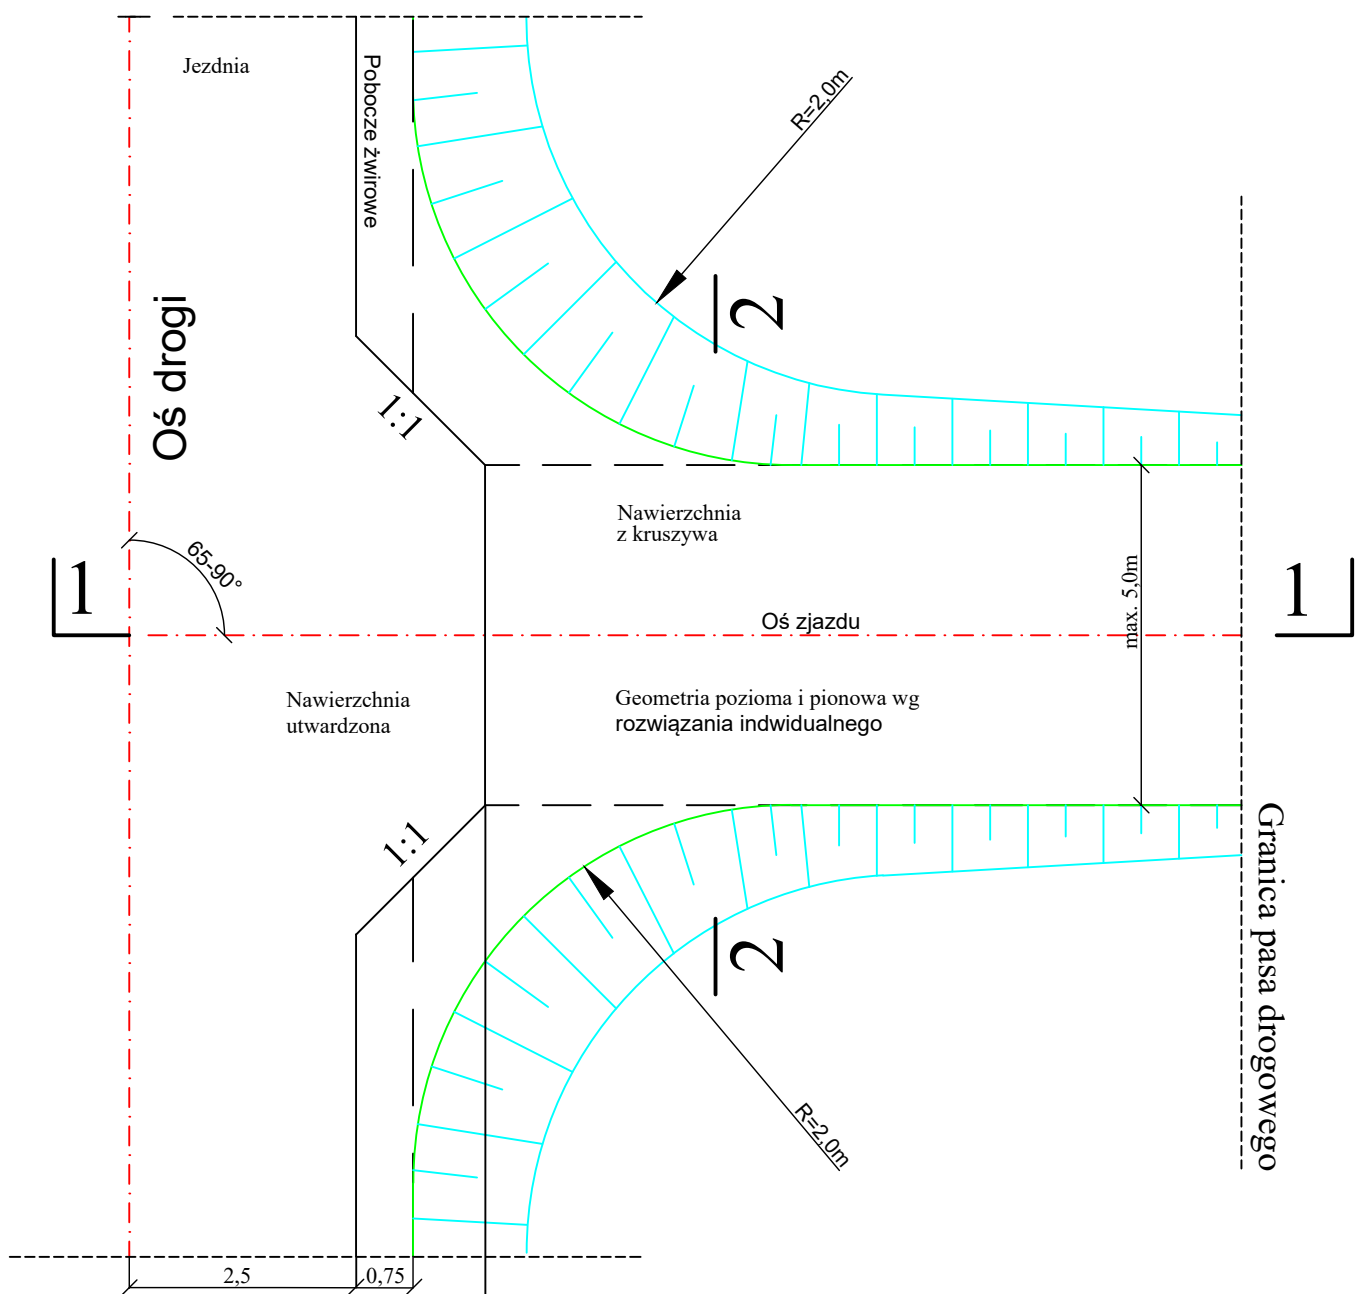 Jezdnia
Pobocze żwirowe
R=2,0m
2
Oś drogi
1:1
Nawierzchnia
z kruszywa
65-90°
1
1
max. 5,0m
Oś zjazdu
Nawierzchnia
utwardzona
Geometria pozioma i pionowa wg
rozwiązania indwidualnego
1:1
Granica pasa drogowego
2
R=2,0m
2,5
0,75